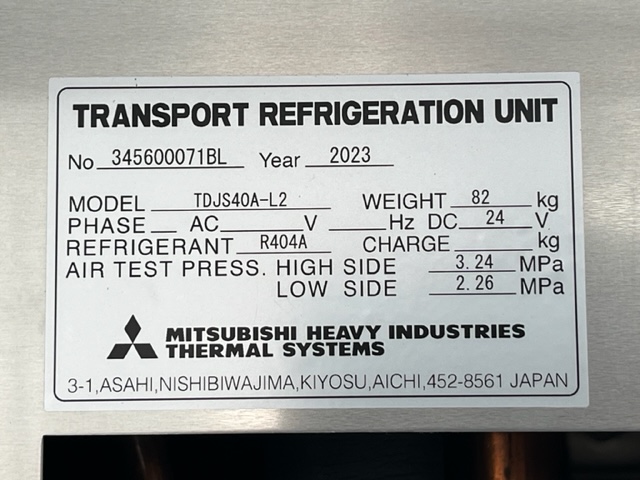 TRANSPORT REFRIGERATION UNIT
No 345600071BL Year 2023
MODEL TDJS40A-L2 WEIGHT 82 kg
PHASE AC V Hz DC 24 V
REFRIGERANT R404A CHARGE kg
AIR TEST PRESS. HIGH SIDE 3.24 MPa
LOW SIDE 2.26 MPa
MITSUBISHI HEAVY INDUSTRIES
THERMAL SYSTEMS
3-1,ASAHI,NISHIBIWAJIMA,KIYOSU,AICHI,452-8561 JAPAN